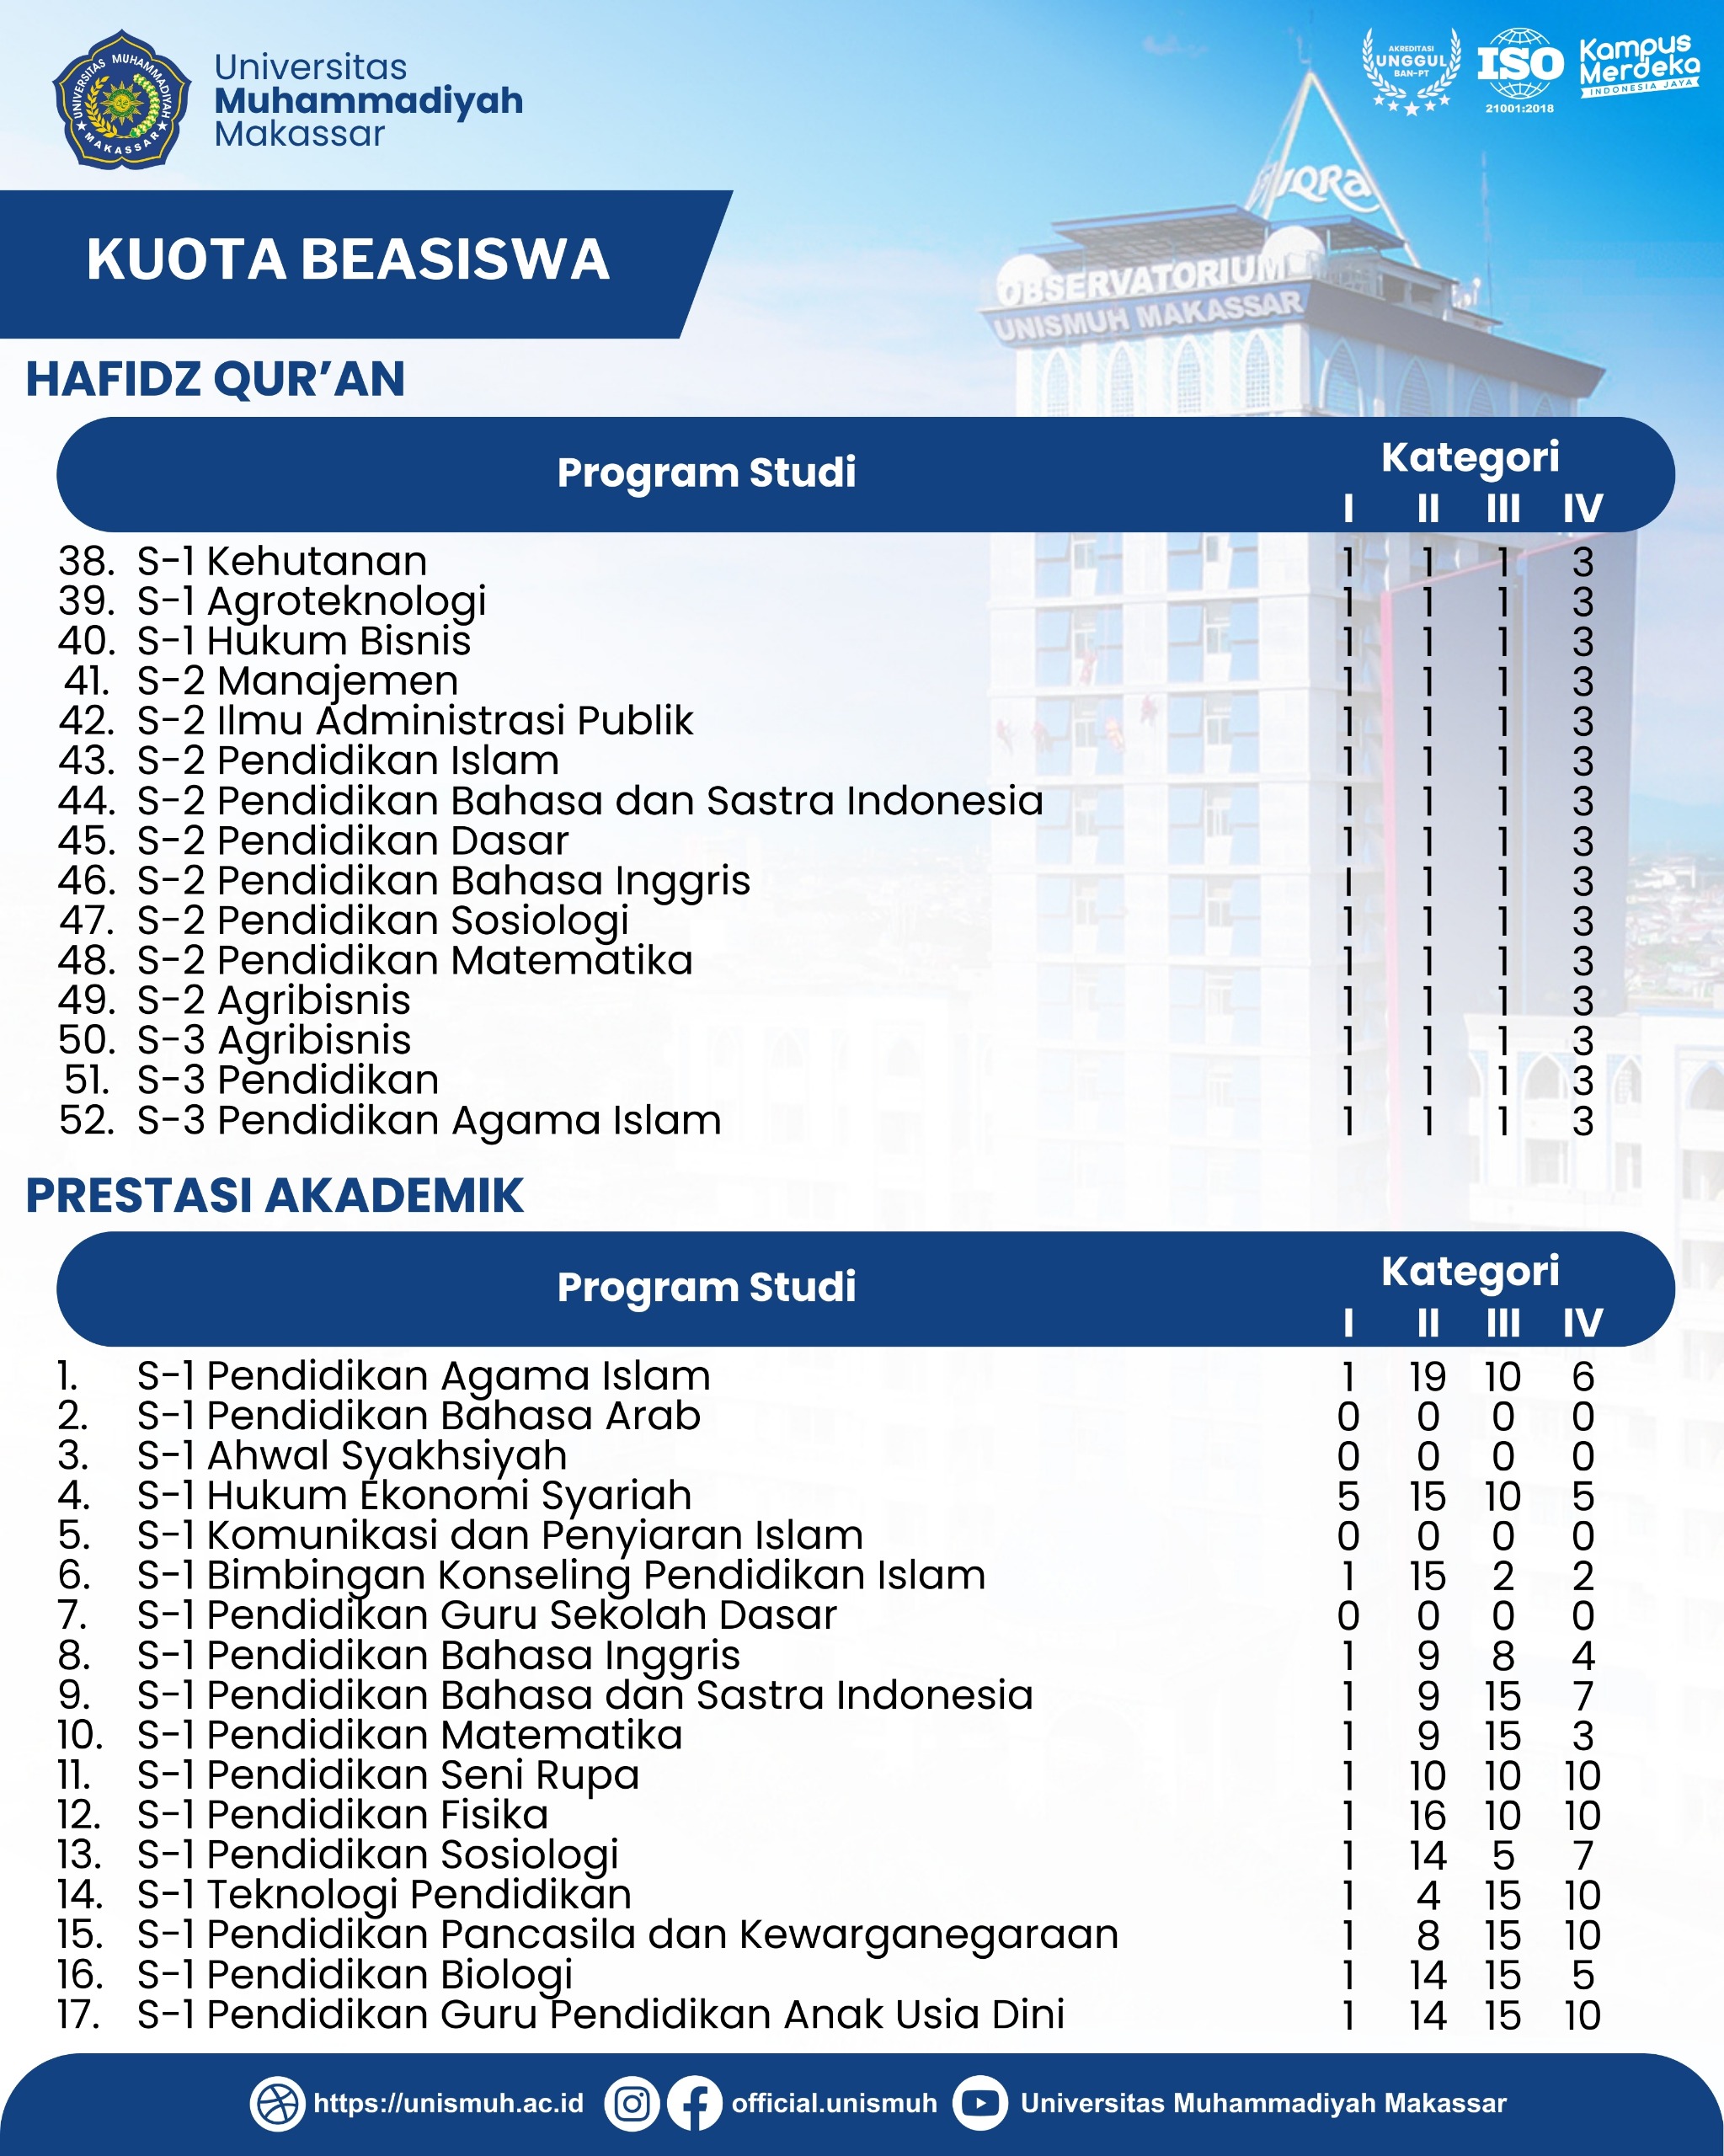 UNIVERSITAS MUHAMMADIYAH
MAKASSAR
Universitas
Muhammadiyah
Makassar
AKREDITASI
UNGGUL
BAN-PT
ISO
21001:2018
Kampus
Merdeka
INDONESIA JAYA
IQRa
OBSERVATORIUM
UNISMUH MAKASSAR
KUOTA BEASISWA
HAFIDZ QUR’AN
Program Studi Kategori
I II III IV
38. S-1 Kehutanan 1 1 1 3
39. S-1 Agroteknologi 1 1 1 3
40. S-1 Hukum Bisnis 1 1 1 3
41. S-2 Manajemen 1 1 1 3
42. S-2 Ilmu Administrasi Publik 1 1 1 3
43. S-2 Pendidikan Islam 1 1 1 3
44. S-2 Pendidikan Bahasa dan Sastra Indonesia 1 1 1 3
45. S-2 Pendidikan Dasar 1 1 1 3
46. S-2 Pendidikan Bahasa Inggris I 1 1 3
47. S-2 Pendidikan Sosiologi 1 1 1 3
48. S-2 Pendidikan Matematika 1 1 1 3
49. S-2 Agribisnis 1 1 1 3
50. S-3 Agribisnis 1 1 1 3
51. S-3 Pendidikan 1 1 1 3
52. S-3 Pendidikan Agama Islam 1 1 1 3
PRESTASI AKADEMIK
Program Studi Kategori
I II III IV
1. S-1 Pendidikan Agama Islam 1 19 10 6
2. S-1 Pendidikan Bahasa Arab 0 0 0 0
3. S-1 Ahwal Syakhsiyah 0 0 0 0
4. S-1 Hukum Ekonomi Syariah 5 15 10 5
5. S-1 Komunikasi dan Penyiaran Islam 0 0 0 0
6. S-1 Bimbingan Konseling Pendidikan Islam 1 15 2 2
7. S-1 Pendidikan Guru Sekolah Dasar 0 0 0 0
8. S-1 Pendidikan Bahasa Inggris 1 9 8 4
9. S-1 Pendidikan Bahasa dan Sastra Indonesia 1 9 15 7
10. S-1 Pendidikan Matematika 1 9 15 3
11. S-1 Pendidikan Seni Rupa 1 10 10 10
12. S-1 Pendidikan Fisika 1 16 10 10
13. S-1 Pendidikan Sosiologi 1 14 5 7
14. S-1 Teknologi Pendidikan 1 4 15 10
15. S-1 Pendidikan Pancasila dan Kewarganegaraan 1 8 15 10
16. S-1 Pendidikan Biologi 1 14 15 5
17. S-1 Pendidikan Guru Pendidikan Anak Usia Dini 1 14 15 10
https://unismuh.ac.id official.unismuh Universitas Muhammadiyah Makassar